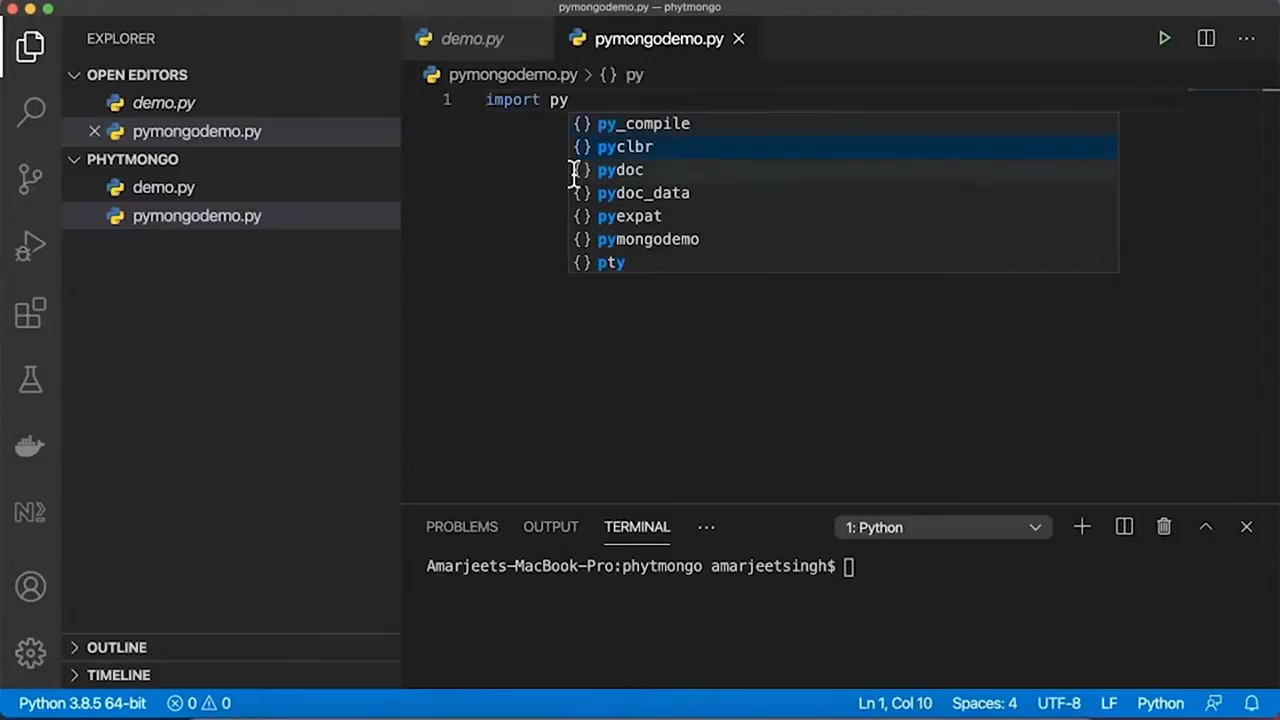 pymongodemo.py — phytmongo
EXPLORER
OPEN EDITORS
demo.py
pymongodemo.py
PHYTMONGO
demo.py
pymongodemo.py
OUTLINE
TIMELINE
demo.py
pymongodemo.py
pymongodemo.py > {} py
1 import py
{} py_compile
{} pyclbr
{} pydoc
{} pydoc_data
{} pyexpat
{} pymongodemo
{} pty
PROBLEMS OUTPUT TERMINAL ··· 1: Python
Amarjeets-MacBook-Pro:phytmongo amarjeetsingh$
Python 3.8.5 64-bit 0 0 Ln 1, Col 10 Spaces: 4 UTF-8 LF Python